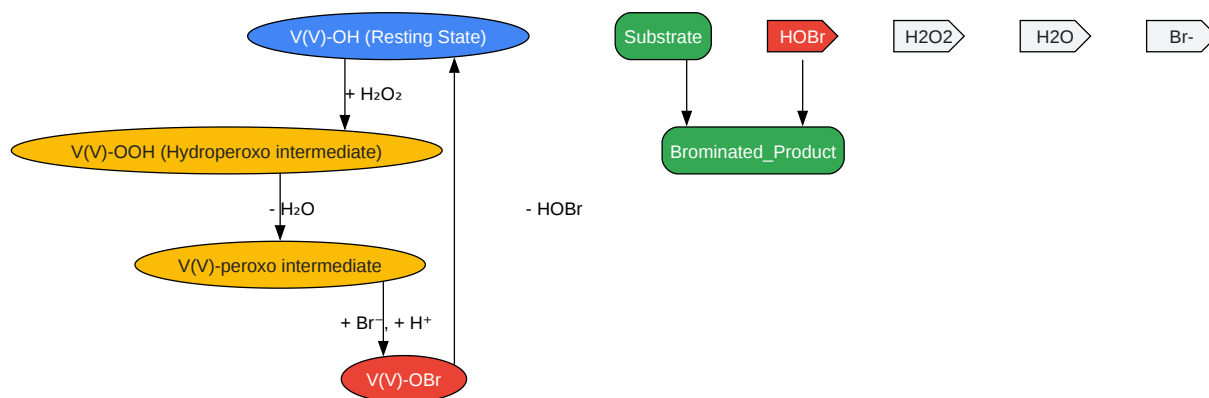 V(V)-OH (Resting State)
Substrate
HOBr
H2O2
H2O
Br-
+ H₂O₂
V(V)-OOH (Hydroperoxo intermediate)
Brominated_Product
- H₂O
- HOBr
V(V)-peroxo intermediate
+ Br⁻, + H⁺
V(V)-OBr